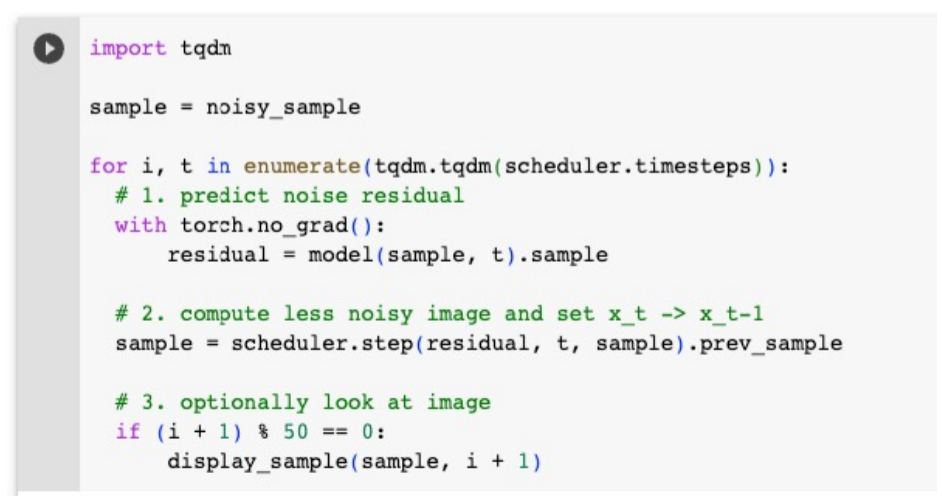 import tqdm
sample = noisy_sample
for i, t in enumerate(tqdm.tqdm(scheduler.timesteps)):
# 1. predict noise residual
with torch.no_grad():
residual = model(sample, t).sample
# 2. compute less noisy image and set x_t -> x_t-1
sample = scheduler.step(residual, t, sample).prev_sample
# 3. optionally look at image
if (i + 1) % 50 == 0:
display_sample(sample, i + 1)